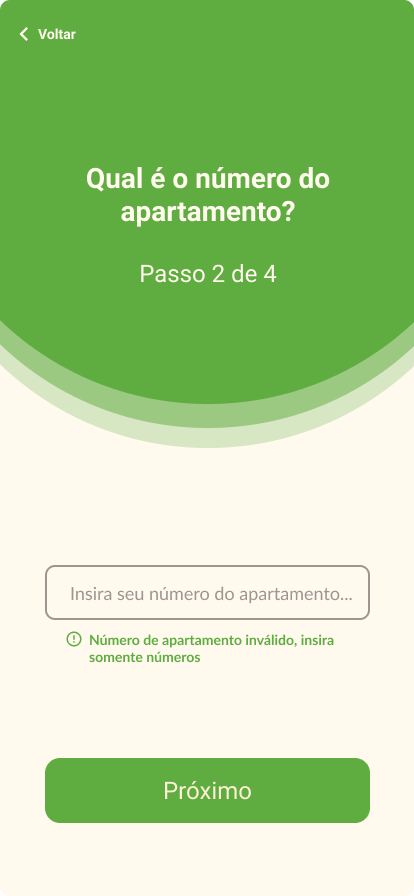 Voltar
Qual é o número do
apartamento?
Passo 2 de 4
Insira seu número do apartamento...
Número de apartamento inválido, insira
somente números
Próximo